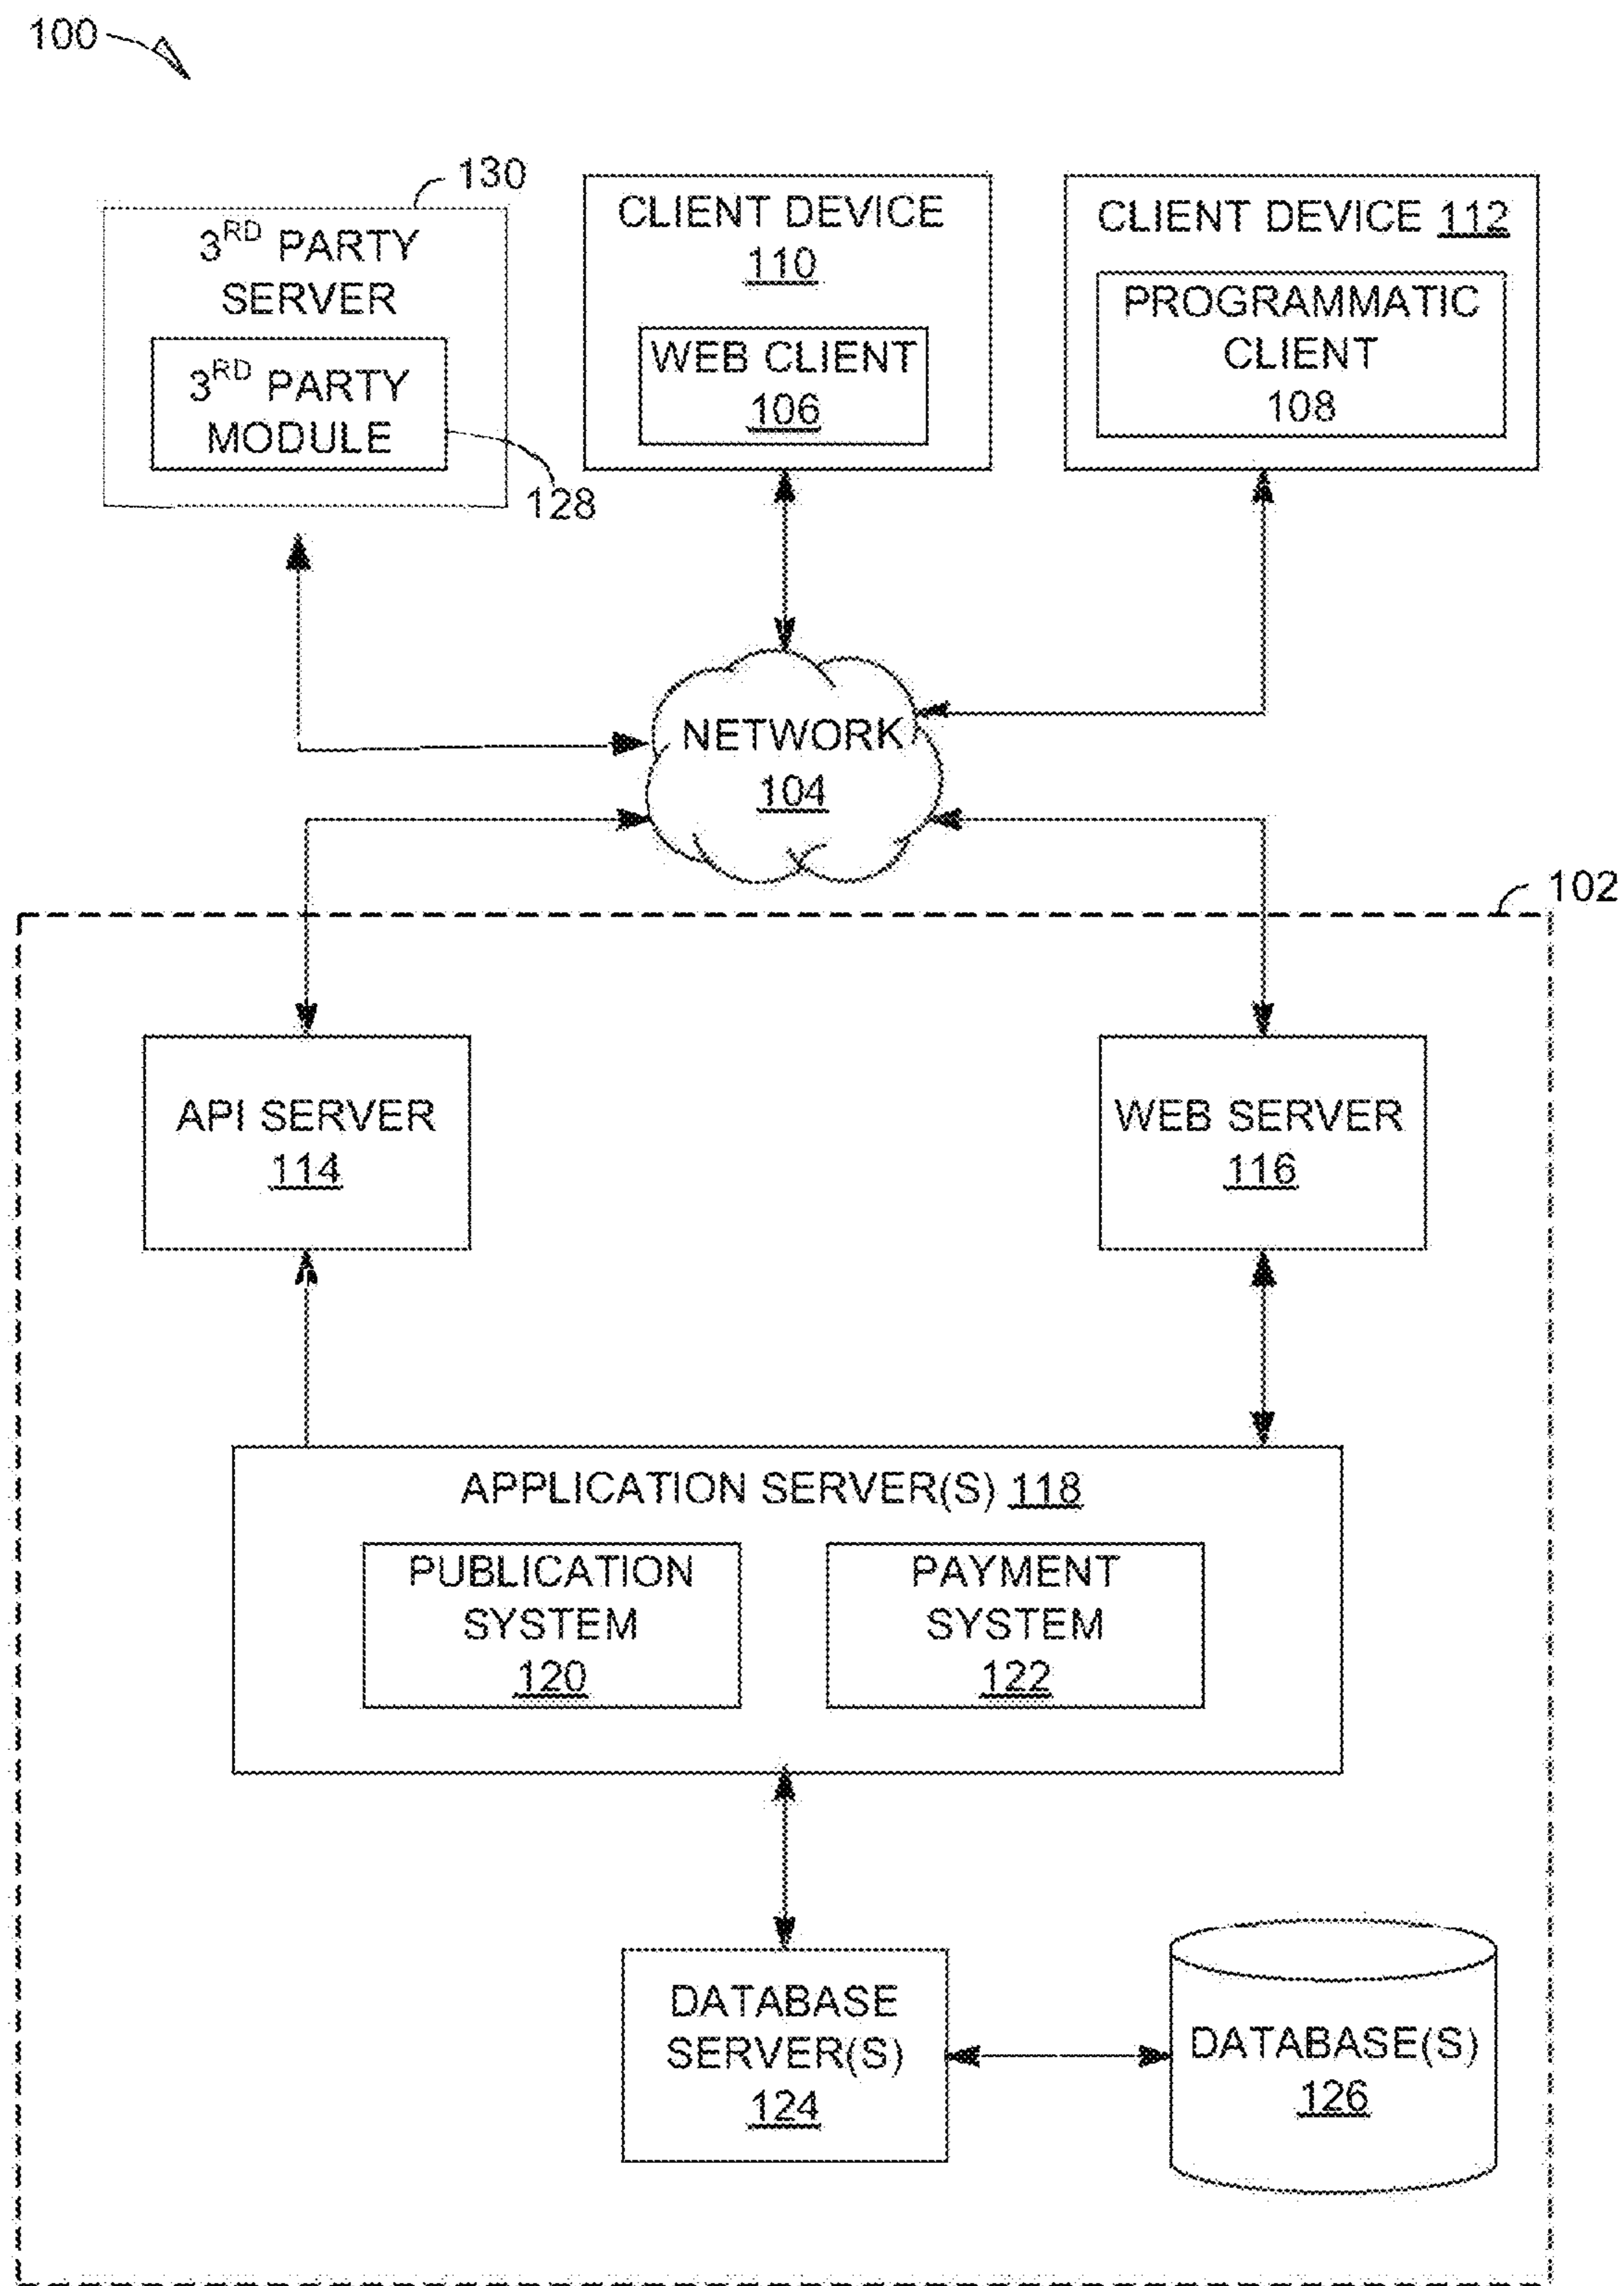 100
130
3RD PARTY
SERVER
3RD PARTY
MODULE
128
CLIENT DEVICE
110
WEB CLIENT
106
CLIENT DEVICE 112
PROGRAMMATIC
CLIENT
108
NETWORK
104
102
API SERVER
114
WEB SERVER
116
APPLICATION SERVER(S) 118
PUBLICATION
SYSTEM
120
PAYMENT
SYSTEM
122
DATABASE
SERVER(S)
124
DATABASE(S)
126